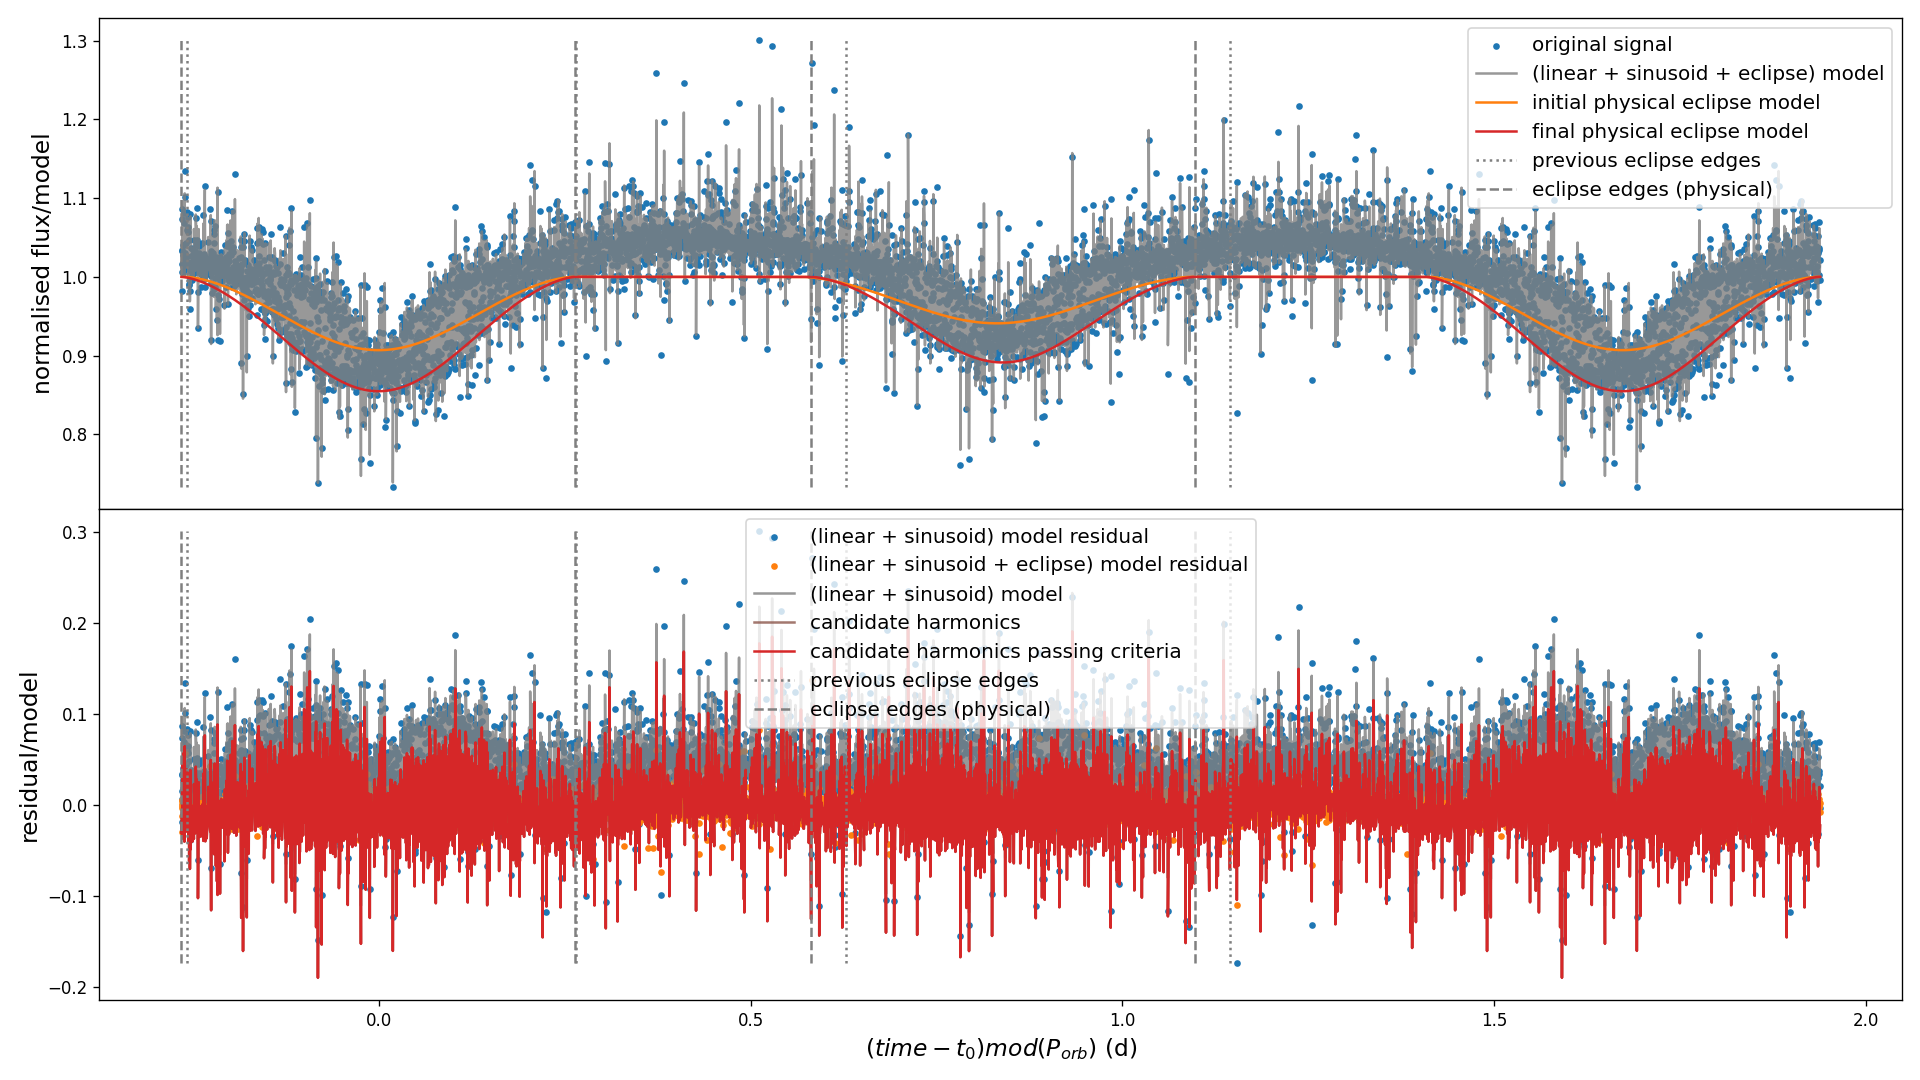 normalised flux/model
1.3
1.2
1.1
1.0
0.9
0.8
original signal
(linear + sinusoid + eclipse) model
initial physical eclipse model
final physical eclipse model
previous eclipse edges
eclipse edges (physical)
residual/model
0.3
0.2
0.1
0.0
−0.1
−0.2
(linear + sinusoid) model residual
(linear + sinusoid + eclipse) model residual
(linear + sinusoid) model
candidate harmonics
candidate harmonics passing criteria
previous eclipse edges
eclipse edges (physical)
0.0 0.5 1.0 1.5 2.0
(time − t₀)mod(P_orb) (d)